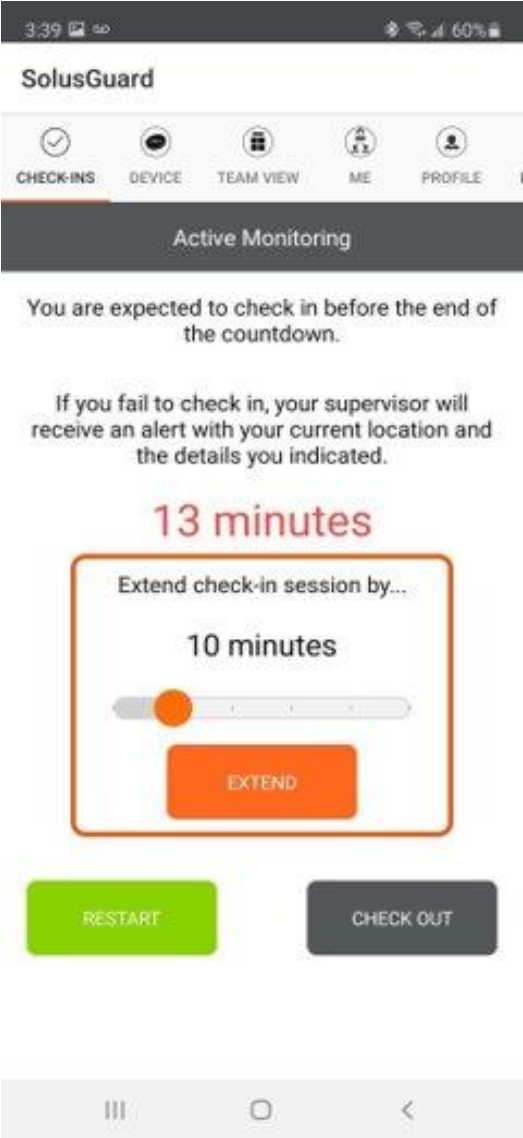 3:39 60%
SolusGuard
CHECK-INS DEVICE TEAM VIEW ME PROFILE
Active Monitoring
You are expected to check in before the end of
the countdown.
If you fail to check in, your supervisor will
receive an alert with your current location and
the details you indicated.
13 minutes
Extend check-in session by...
10 minutes
EXTEND
RESTART CHECK OUT